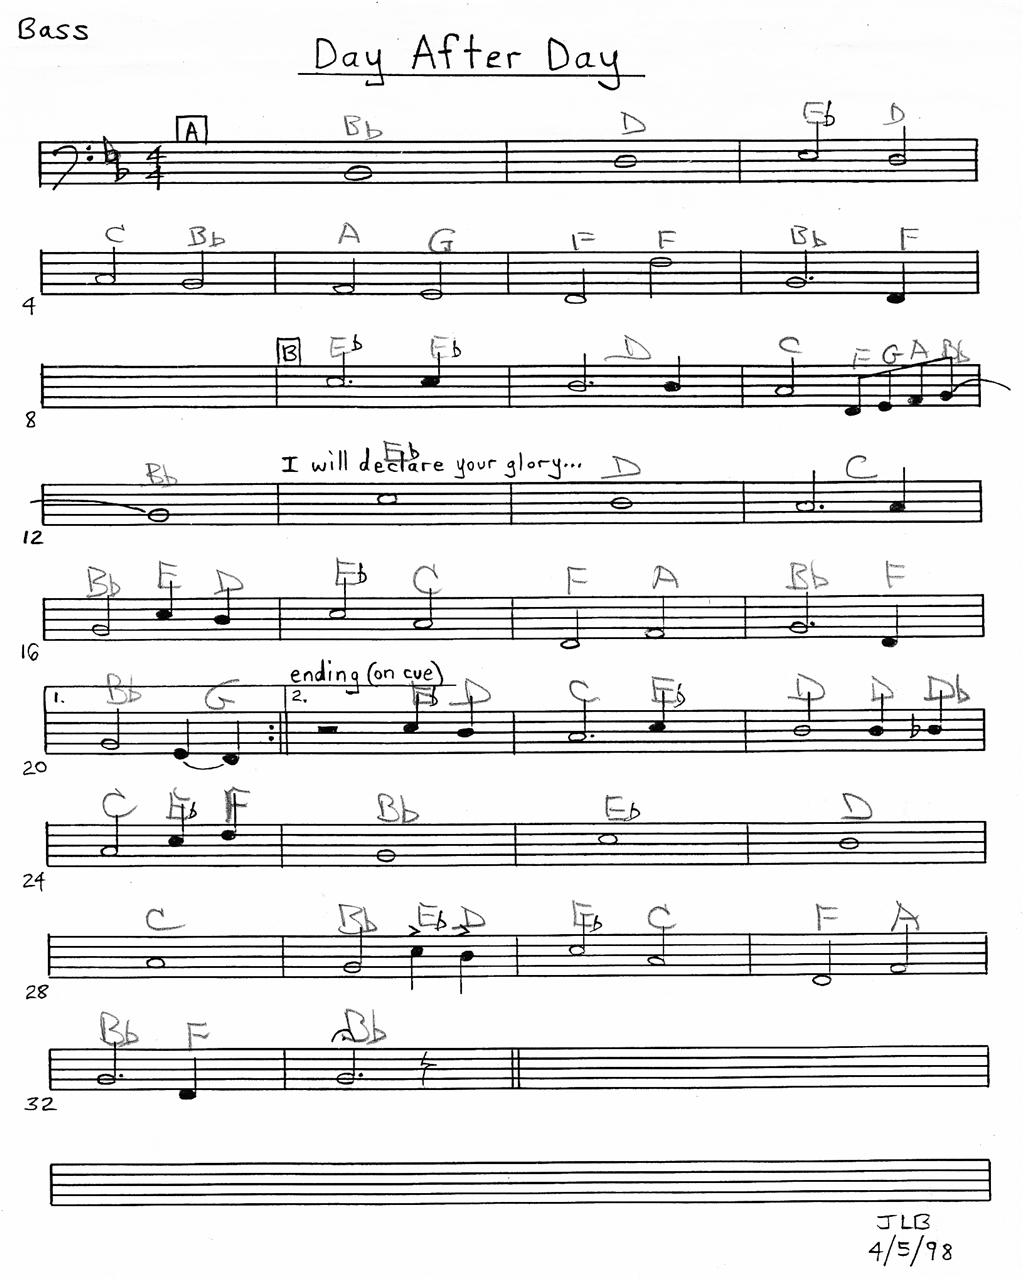 Bass
Day After Day
A
Bb D Eb D
4
4
C Bb A G F F Bb F
4
B Eb Eb D C F G A Bb
8
Bb Eb D C
I will declare your glory...
12
Bb E D Eb C F A Bb F
16
ending (on cue)
1. Bb G 2. Eb D C Eb D D Db
20
C Eb F Bb Eb D
24
C Bb Eb D Eb C F A
28
Bb F Bb
32
JLB
4/5/98